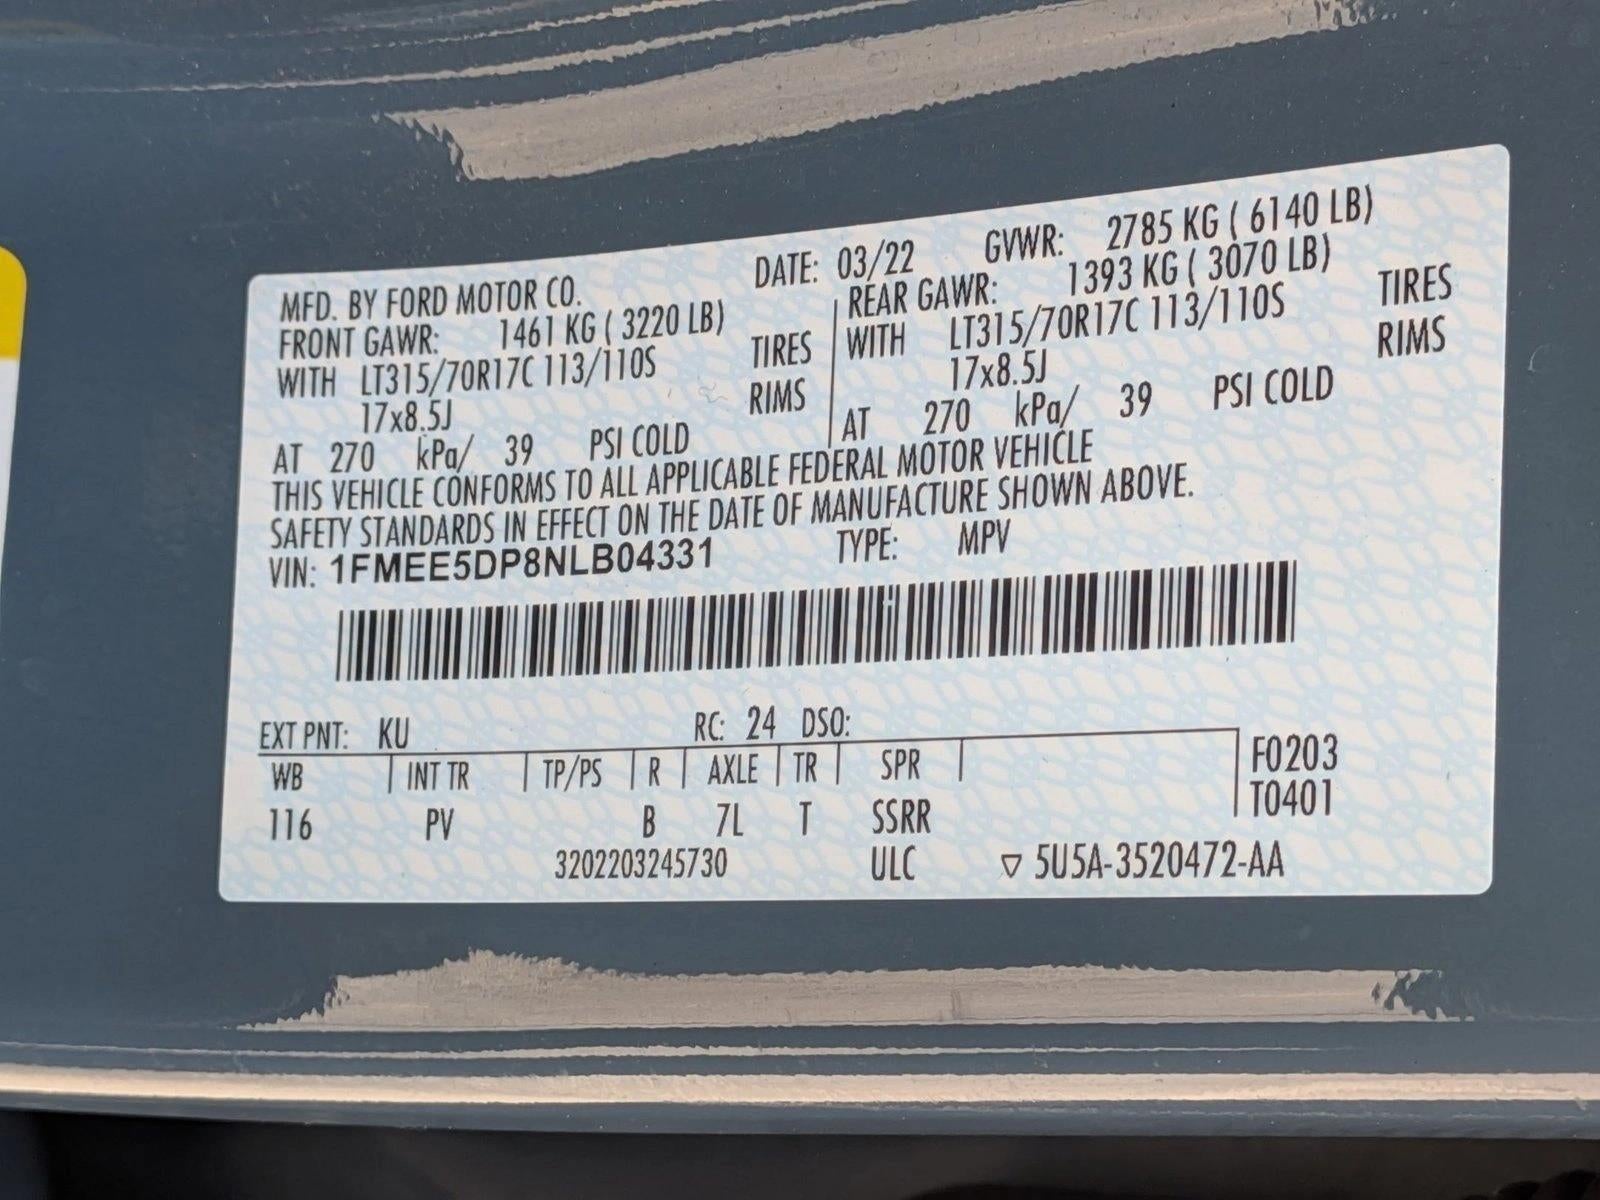 MFD. BY FORD MOTOR CO. DATE: 03/22 GVWR: 2785 KG ( 6140 LB)
FRONT GAWR: 1461 KG ( 3220 LB) REAR GAWR: 1393 KG ( 3070 LB)
WITH LT315/70R17C 113/110S TIRES WITH LT315/70R17C 113/110S TIRES
17x8.5J RIMS 17x8.5J RIMS
AT 270 kPa/ 39 PSI COLD AT 270 kPa/ 39 PSI COLD
THIS VEHICLE CONFORMS TO ALL APPLICABLE FEDERAL MOTOR VEHICLE
SAFETY STANDARDS IN EFFECT ON THE DATE OF MANUFACTURE SHOWN ABOVE.
VIN: 1FMEE5DP8NLB04331 TYPE: MPV
EXT PNT: KU RC: 24 DSO:
WB INT TR TP/PS R AXLE TR SPR F0203
116 PV B 7L T SSRR T0401
3202203245730 ULC ▽ 5U5A-3520472-AA